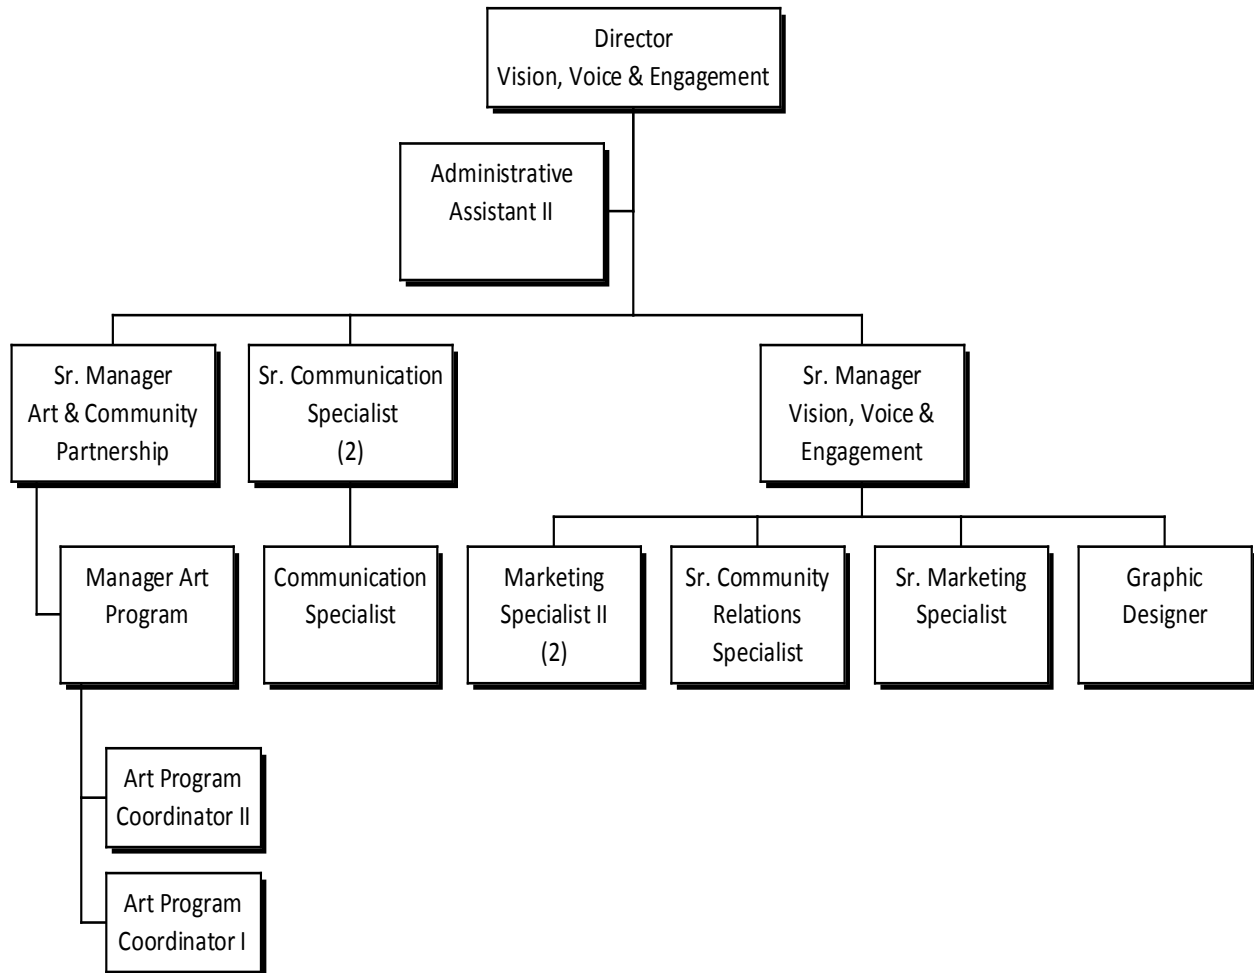 Director
Vision, Voice & Engagement
Administrative
Assistant II
Sr. Manager
Art & Community
Partnership
Sr. Communication
Specialist
(2)
Sr. Manager
Vision, Voice &
Engagement
Manager Art
Program
Communication
Specialist
Marketing
Specialist II
(2)
Sr. Community
Relations
Specialist
Sr. Marketing
Specialist
Graphic
Designer
Art Program
Coordinator II
Art Program
Coordinator I